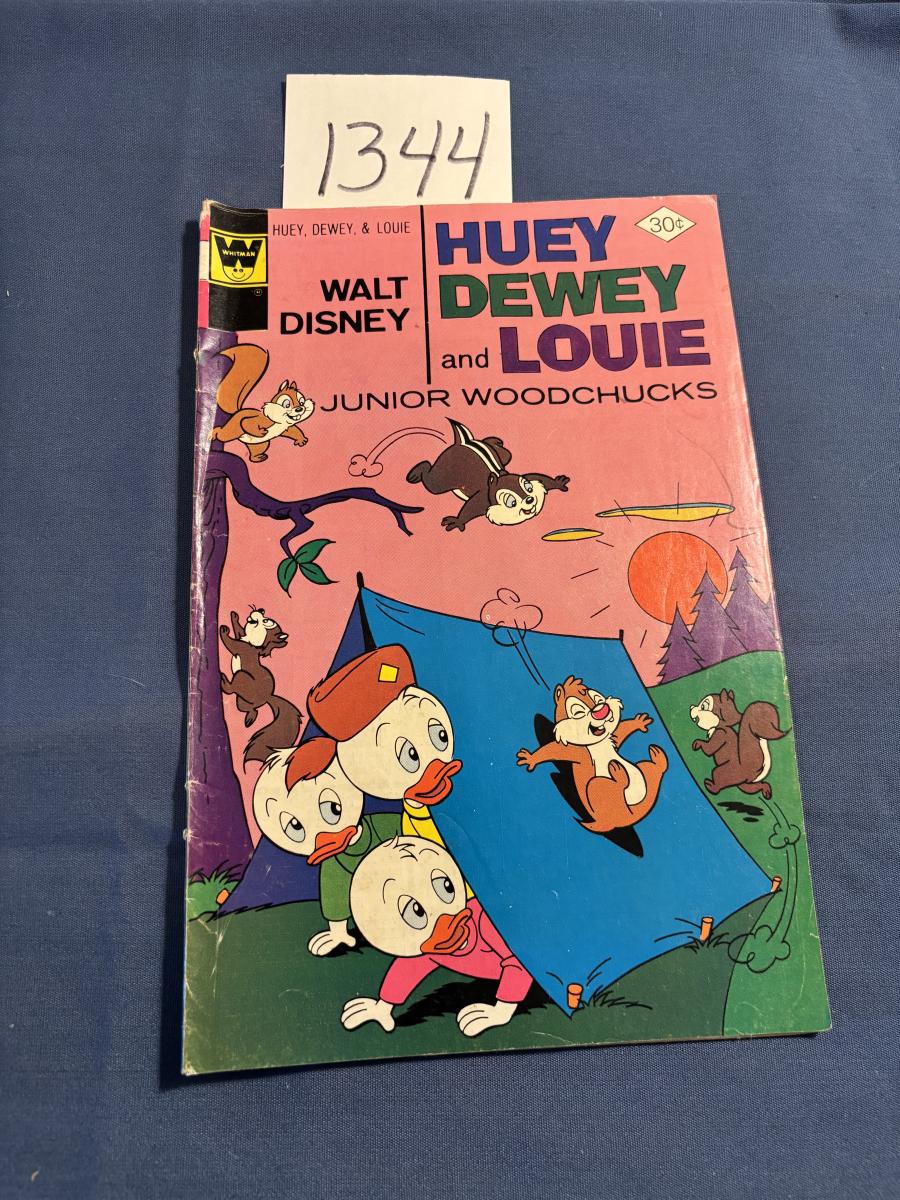 1344
HUEY, DEWEY, & LOUIE
WHITMAN
WALT
DISNEY
HUEY
DEWEY
and LOUIE
30¢
JUNIOR WOODCHUCKS